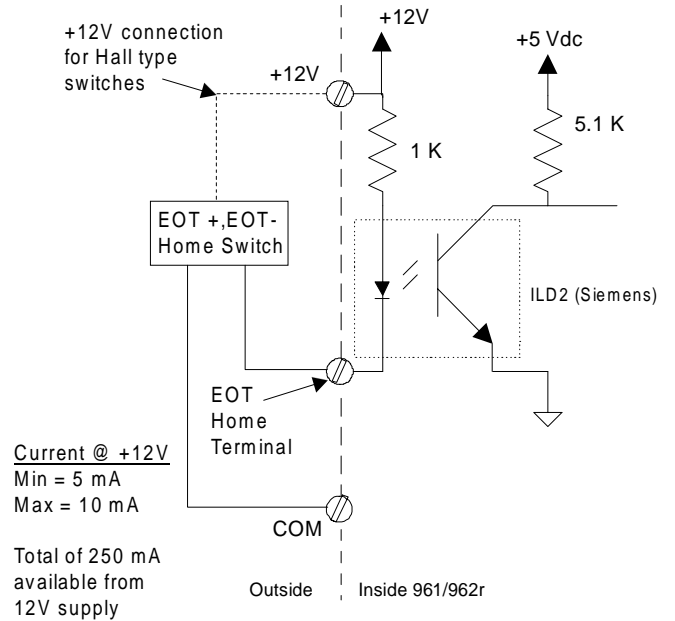 +12V connection
for Hall type
switches
+12V
+12V
+5 Vdc
1 K
5.1 K
EOT +,EOT-
Home Switch
ILD2 (Siemens)
EOT
Home
Terminal
Current @ +12V
Min = 5 mA
Max = 10 mA
COM
Total of 250 mA
available from
12V supply
Outside
Inside 961/962r